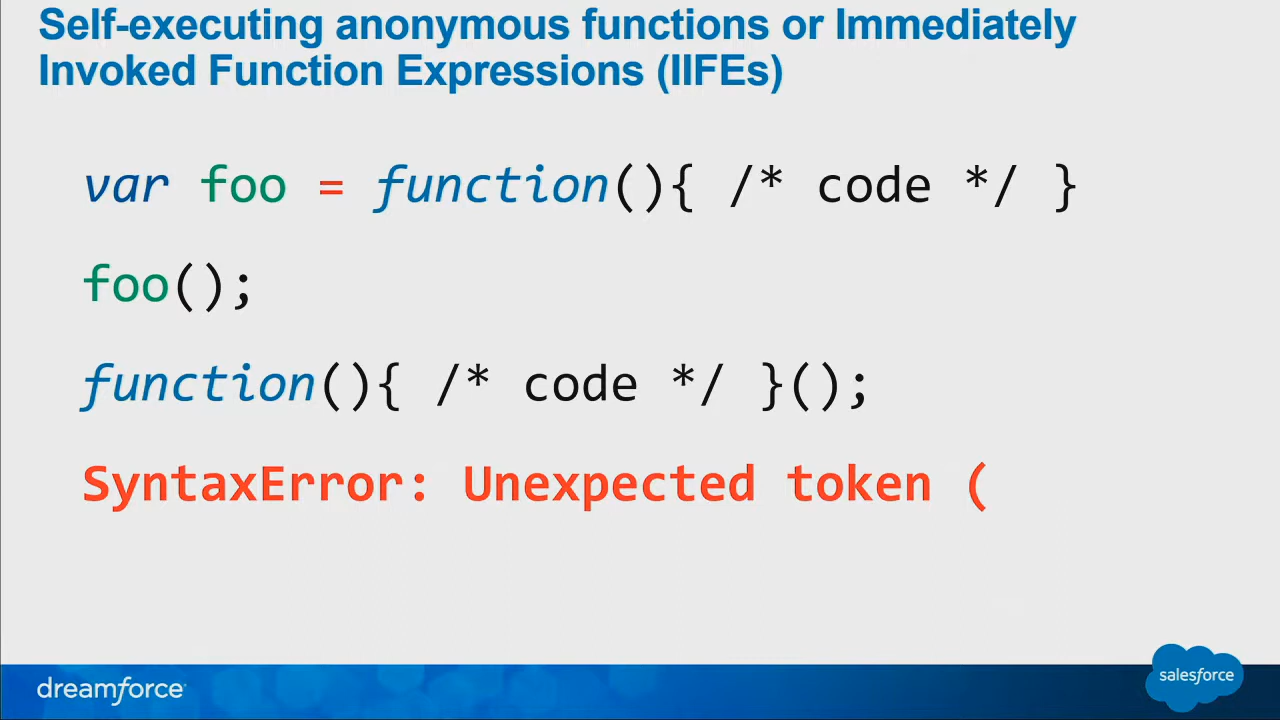 Self-executing anonymous functions or Immediately
Invoked Function Expressions (IIFEs)
var foo = function(){ /* code */ }
foo();
function(){ /* code */ }();
SyntaxError: Unexpected token (
dreamforce
salesforce